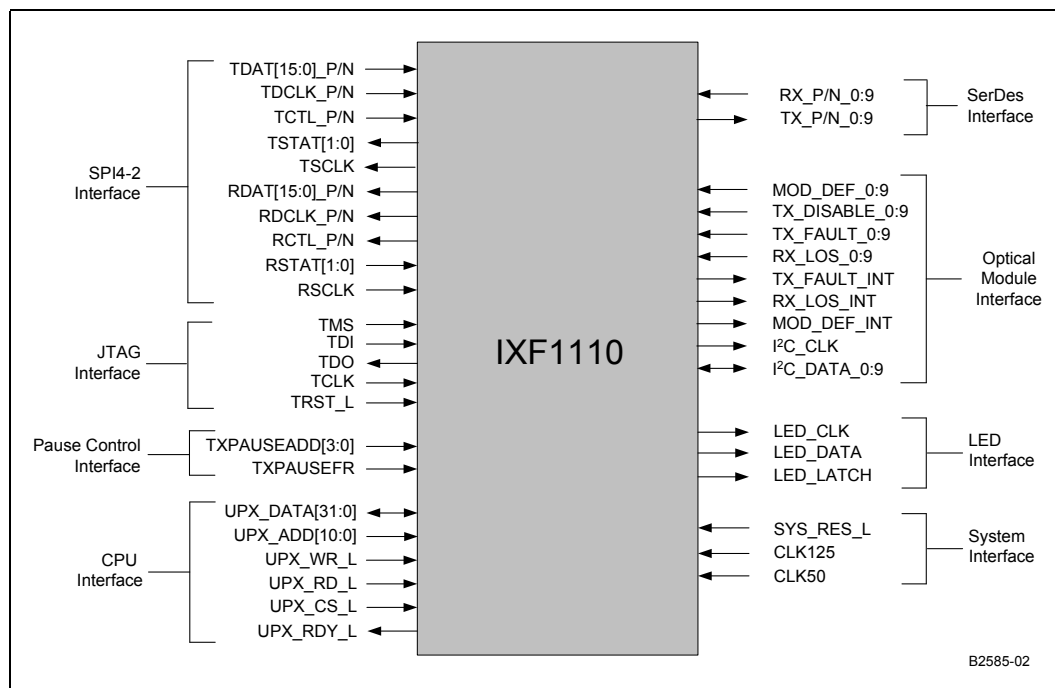 TDAT[15:0]_P/N
TDCLK_P/N
TCTL_P/N
TSTAT[1:0]
TSCLK
RDAT[15:0]_P/N
RDCLK_P/N
RCTL_P/N
RSTAT[1:0]
RSCLK
SPI4-2
Interface
TMS
TDI
TDO
TCLK
TRST_L
JTAG
Interface
TXPAUSEADD[3:0]
TXPAUSEFR
Pause Control
Interface
UPX_DATA[31:0]
UPX_ADD[10:0]
UPX_WR_L
UPX_RD_L
UPX_CS_L
UPX_RDY_L
CPU
Interface
IXF1110
RX_P/N_0:9
TX_P/N_0:9
SerDes
Interface
MOD_DEF_0:9
TX_DISABLE_0:9
TX_FAULT_0:9
RX_LOS_0:9
TX_FAULT_INT
RX_LOS_INT
MOD_DEF_INT
I²C_CLK
I²C_DATA_0:9
Optical
Module
Interface
LED_CLK
LED_DATA
LED_LATCH
LED
Interface
SYS_RES_L
CLK125
CLK50
System
Interface
B2585-02